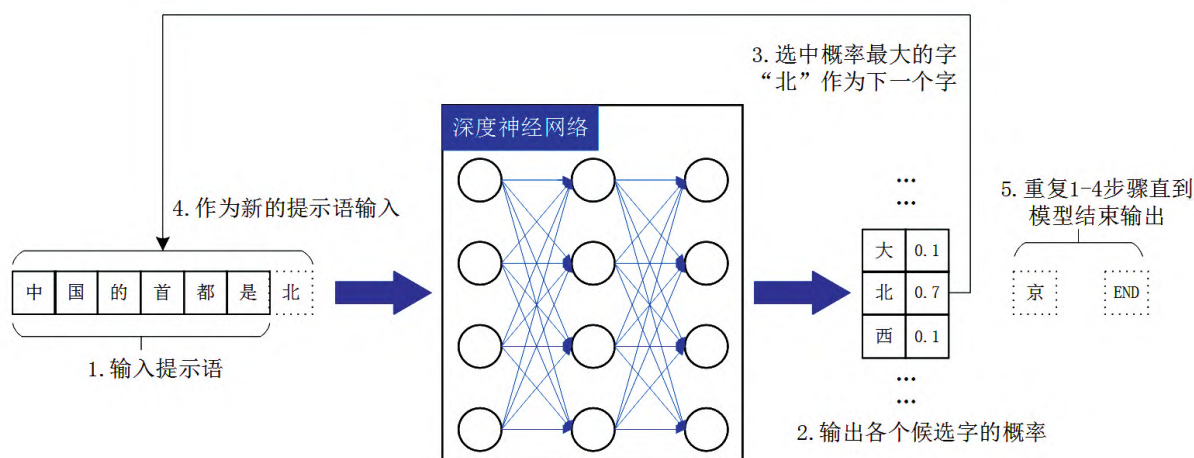 3.选中概率最大的字
“北”作为下一个字
深度神经网络
4.作为新的提示语输入
5.重复1-4步骤直到
模型结束输出
...
...
大 0.1
中 国 的 首 都 是 北
北 0.7
京 END
西 0.1
1.输入提示语
...
...
2.输出各个候选字的概率